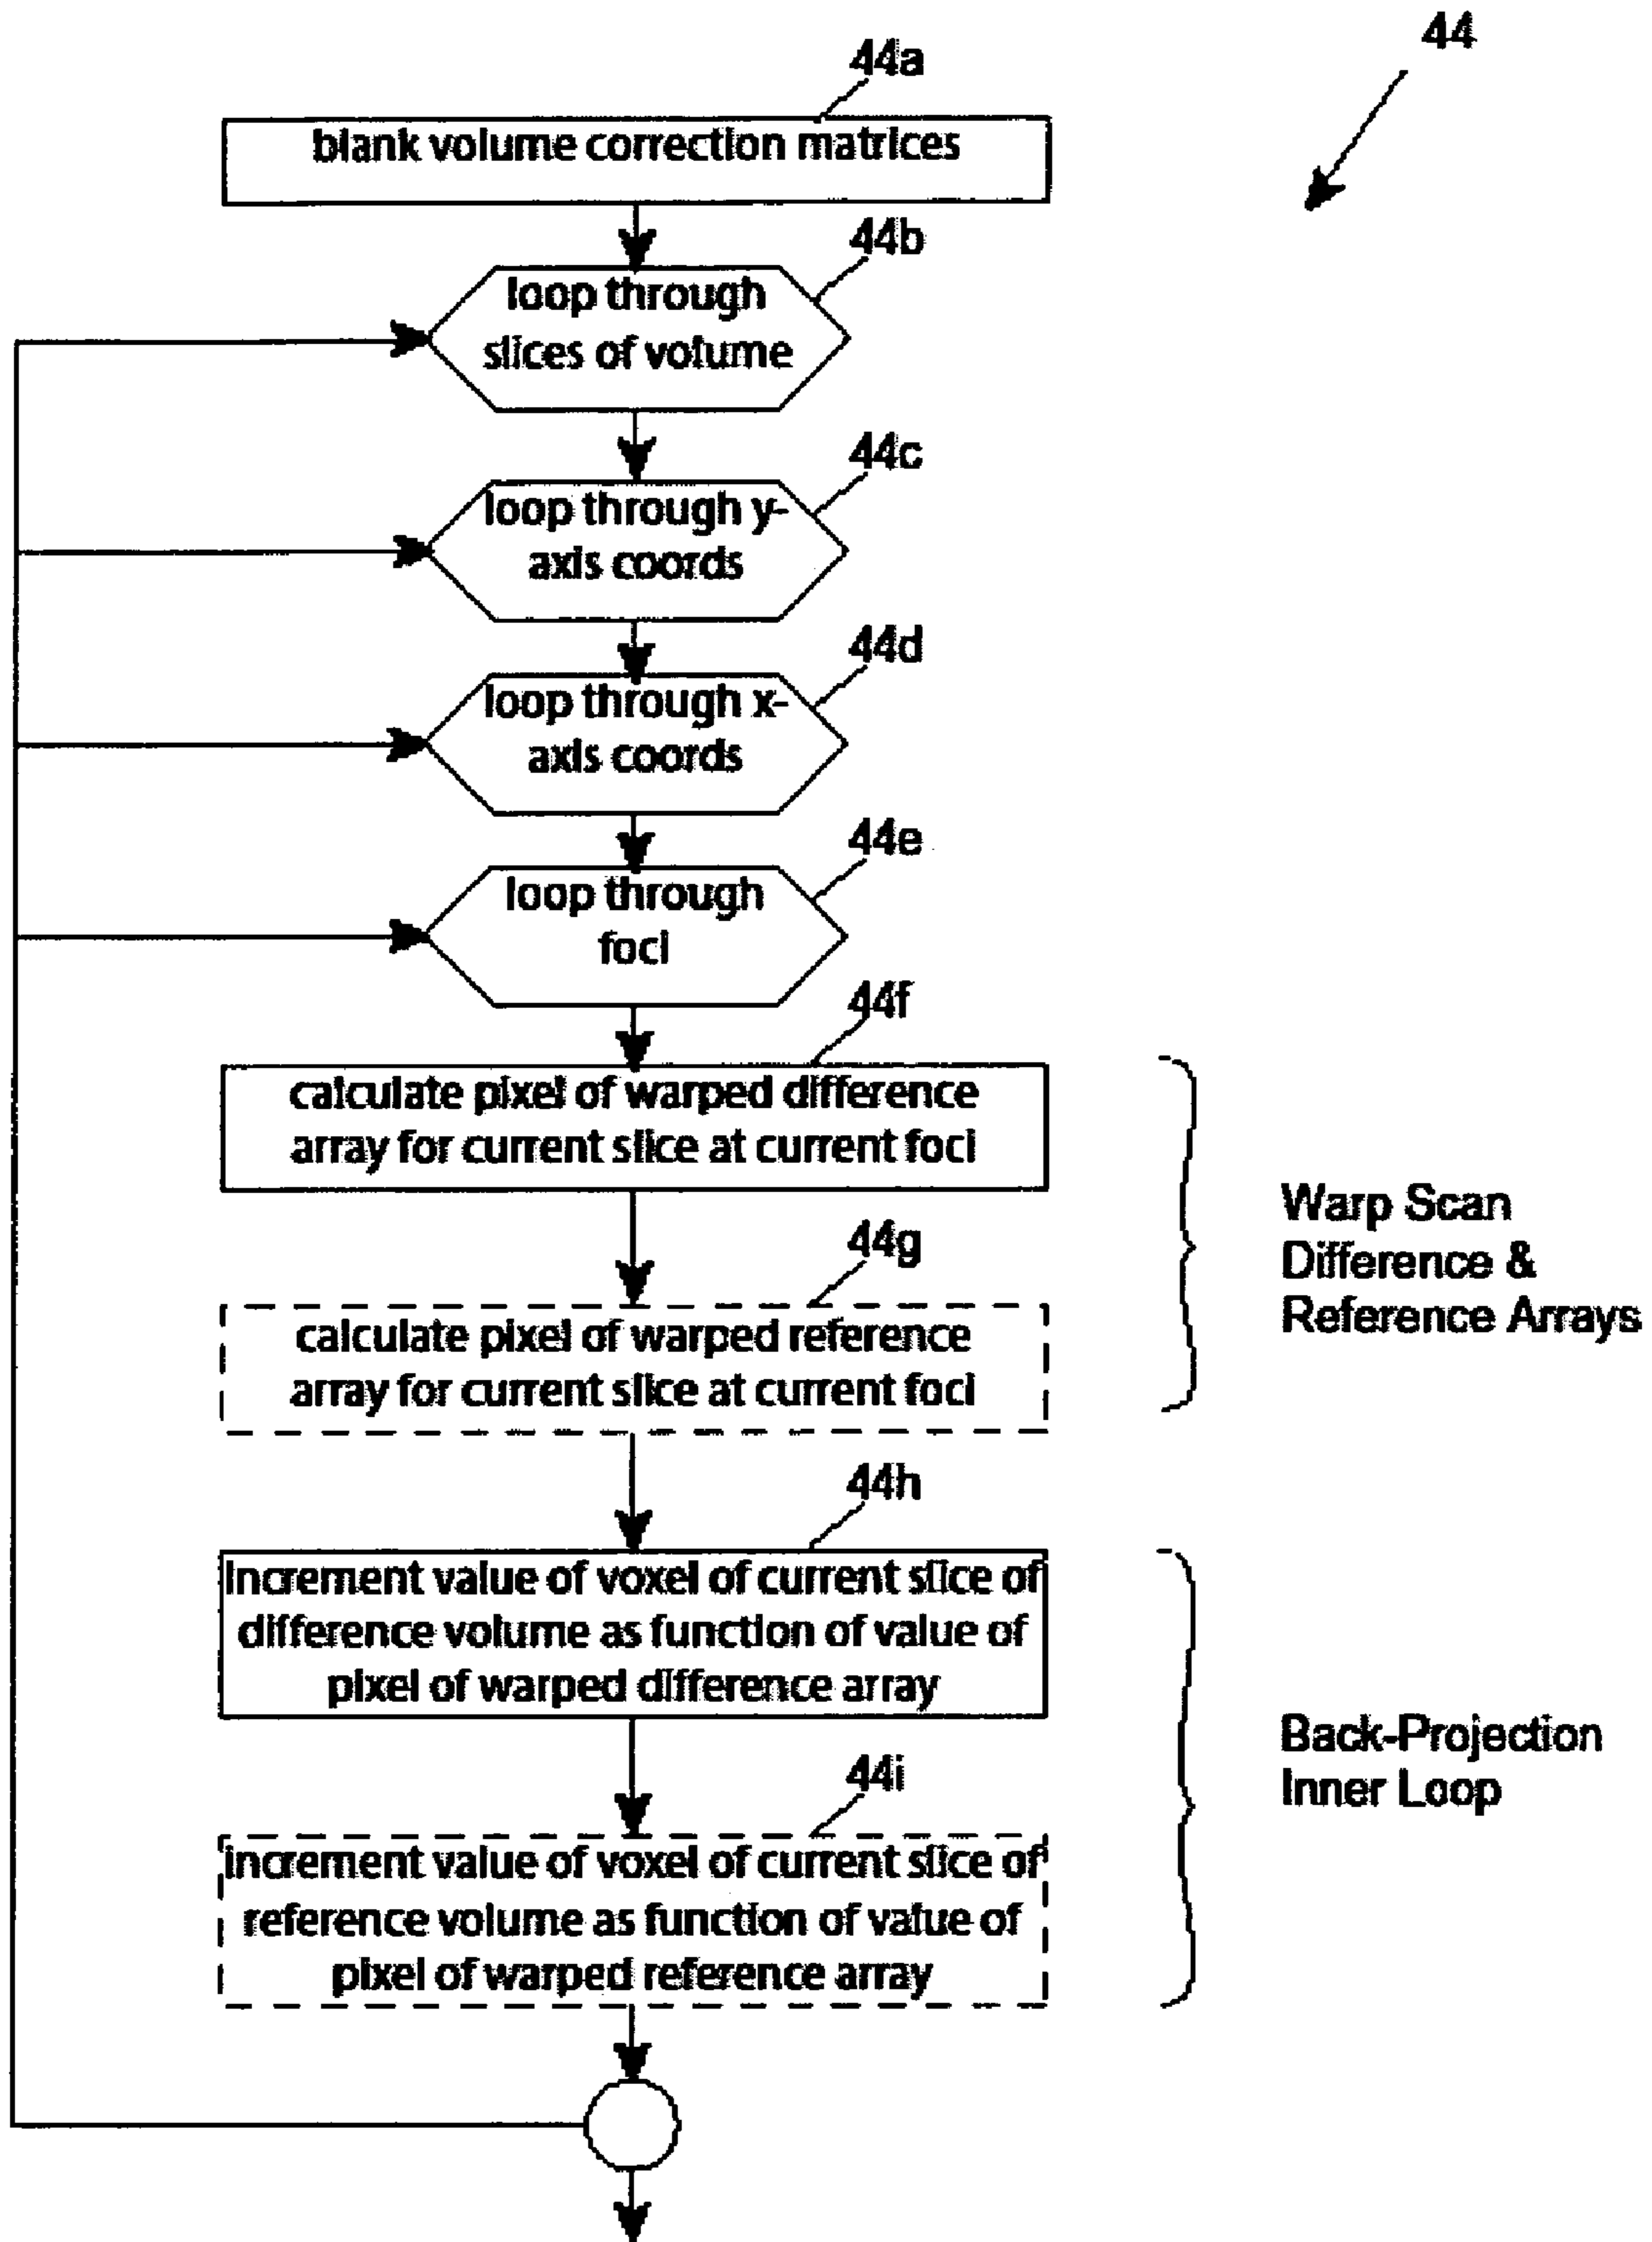 44
44a
blank volume correction matrices
44b
loop through
slices of volume
44c
loop through y-
axis coords
44d
loop through x-
axis coords
44e
loop through
foci
44f
calculate pixel of warped difference
array for current slice at current foci
44g
calculate pixel of warped reference
array for current slice at current foci
Warp Scan
Difference &
Reference Arrays
44h
increment value of voxel of current slice of
difference volume as function of value of
pixel of warped difference array
44i
increment value of voxel of current slice of
reference volume as function of value of
pixel of warped reference array
Back-Projection
Inner Loop